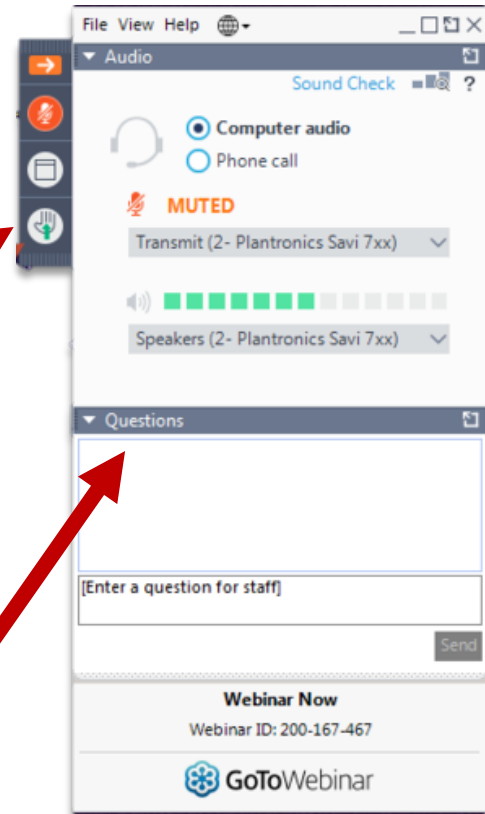 File View Help
Audio
Sound Check ?
Computer audio
Phone call
MUTED
Transmit (2- Plantronics Savi 7xx)
Speakers (2- Plantronics Savi 7xx)
Questions
[Enter a question for staff]
Send
Webinar Now
Webinar ID: 200-167-467
GoToWebinar